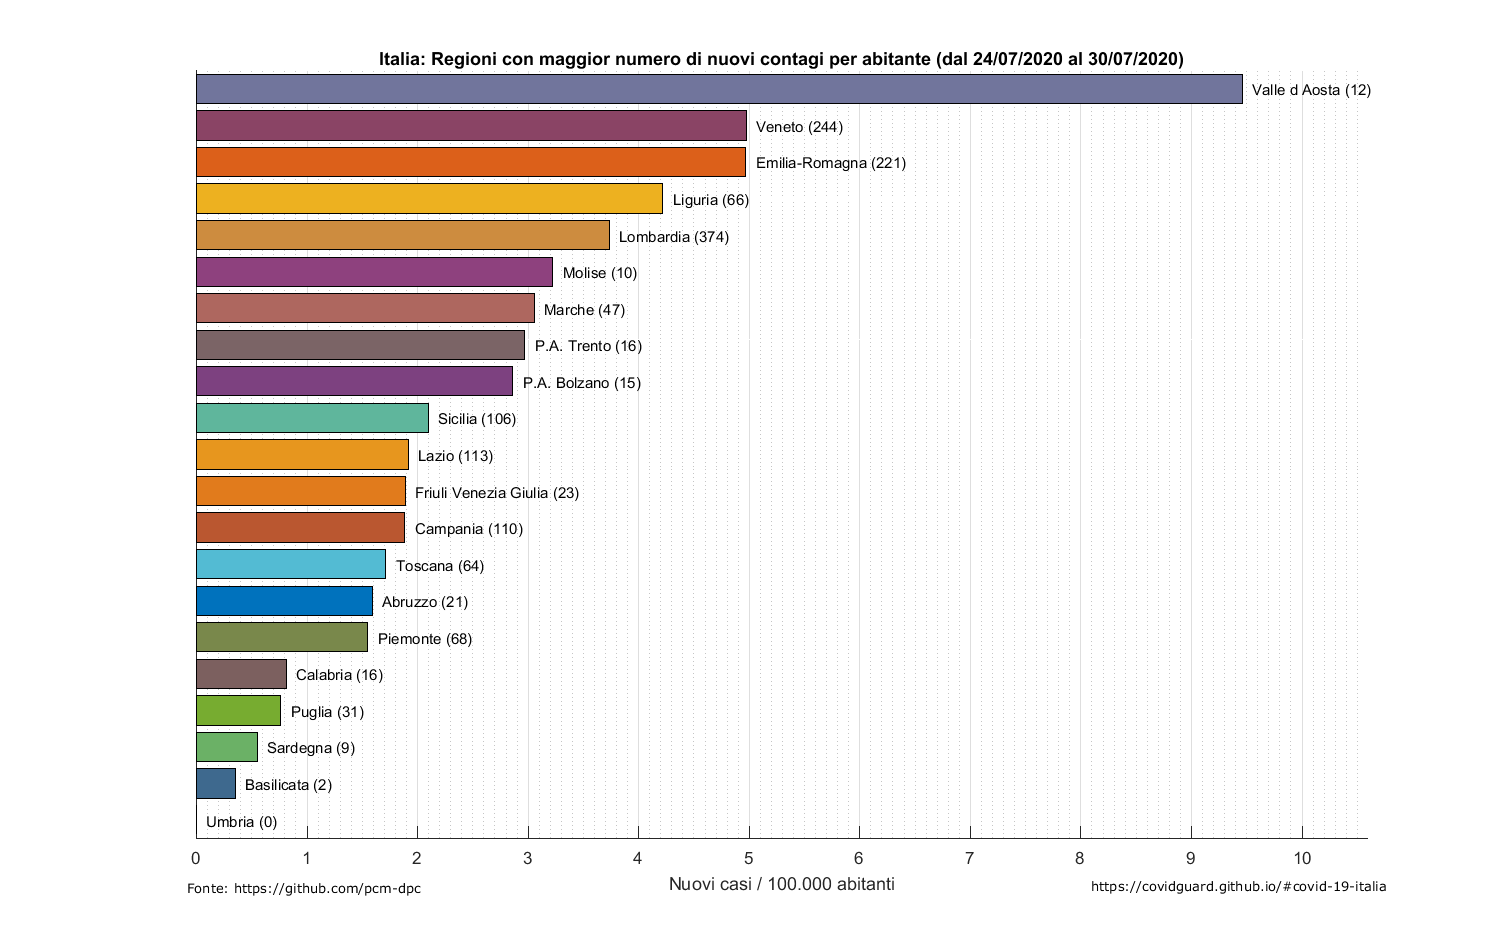 Italia: Regioni con maggior numero di nuovi contagi per abitante (dal 24/07/2020 al 30/07/2020)
Valle d Aosta (12)
Veneto (244)
Emilia-Romagna (221)
Liguria (66)
Lombardia (374)
Molise (10)
Marche (47)
P.A. Trento (16)
P.A. Bolzano (15)
Sicilia (106)
Lazio (113)
Friuli Venezia Giulia (23)
Campania (110)
Toscana (64)
Abruzzo (21)
Piemonte (68)
Calabria (16)
Puglia (31)
Sardegna (9)
Basilicata (2)
Umbria (0)
0 1 2 3 4 5 6 7 8 9 10
Nuovi casi / 100.000 abitanti
Fonte: https://github.com/pcm-dpc
https://covidguard.github.io/#covid-19-italia